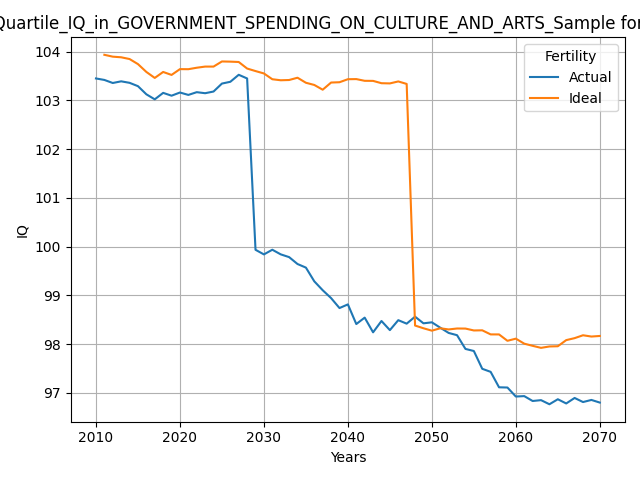 Quartile_IQ_in_GOVERNMENT_SPENDING_ON_CULTURE_AND_ARTS_Sample for
104
103
102
101
100
99
98
97
IQ
Fertility
Actual
Ideal
2010 2020 2030 2040 2050 2060 2070
Years